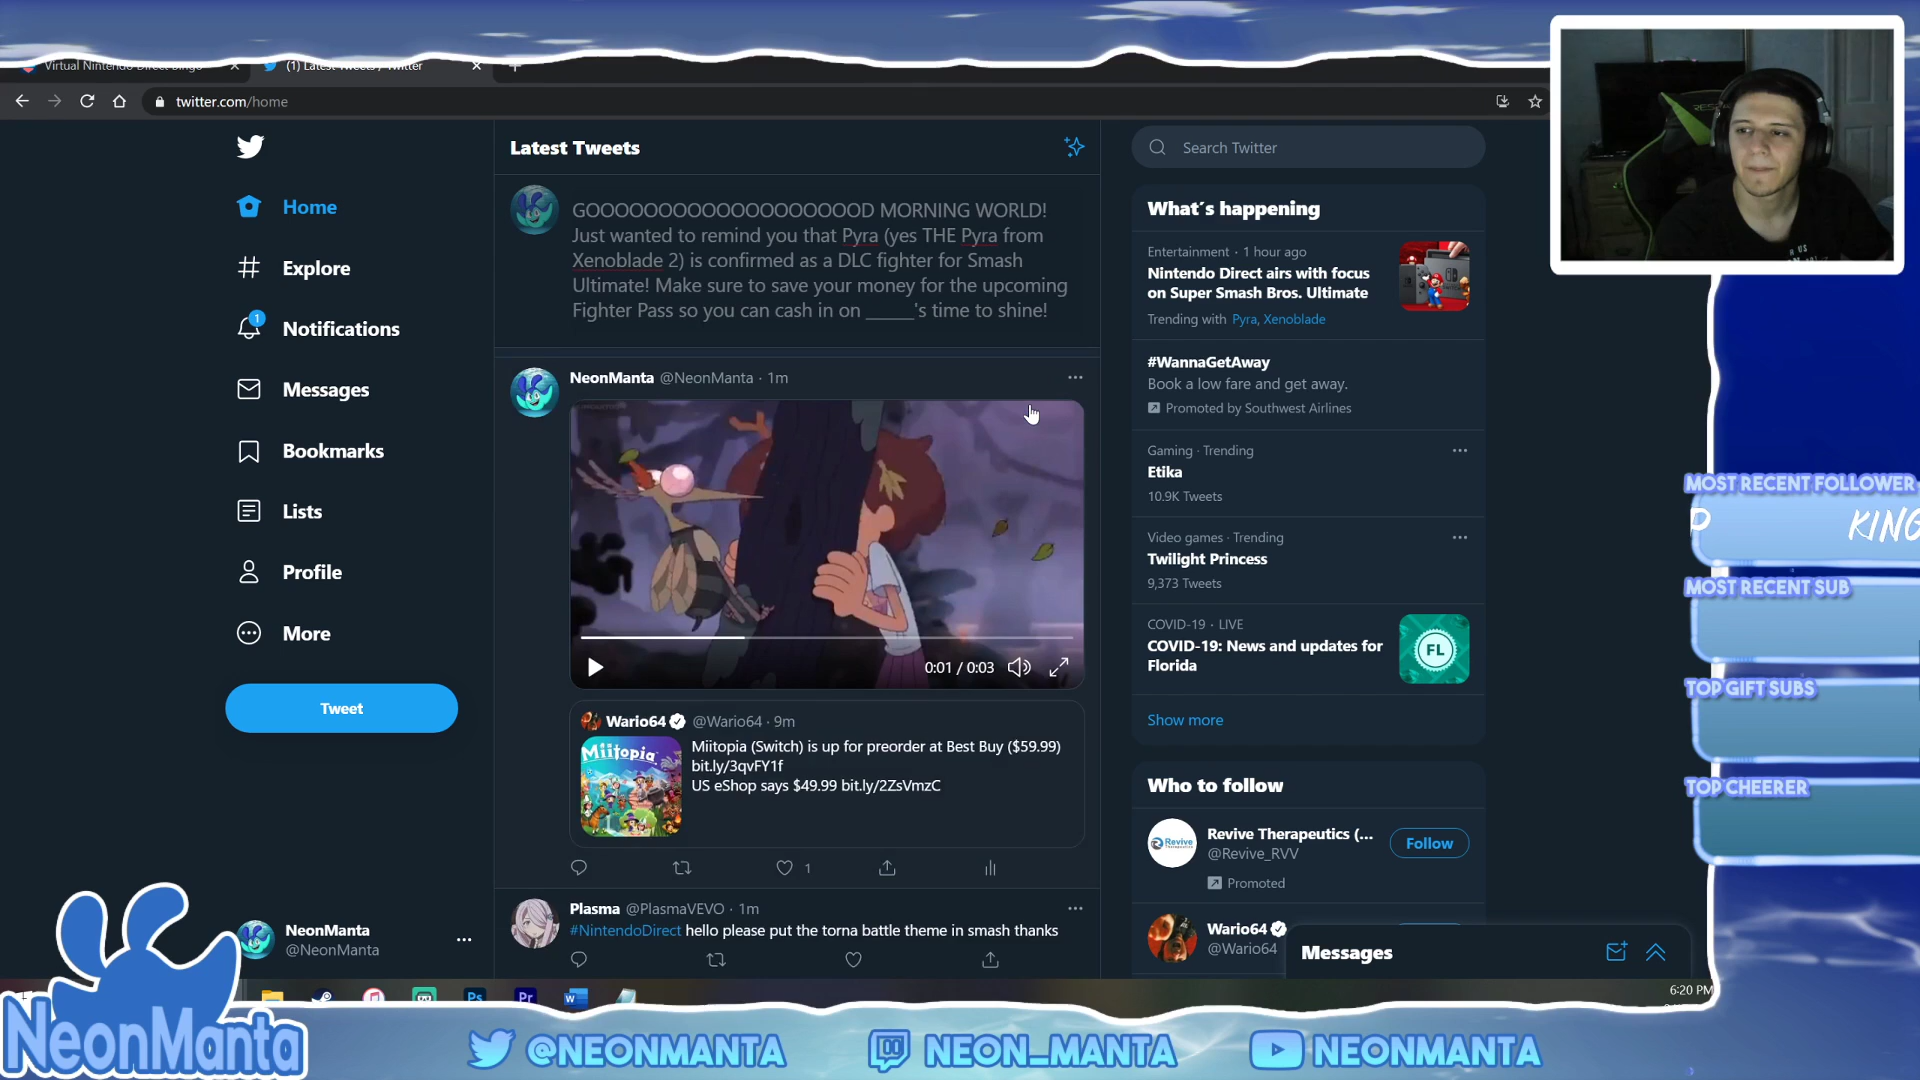 Virtual Nintendo Direct Bingo
(1) Latest Tweets / Twitter
twitter.com/home
Latest Tweets
Search Twitter
Home
Explore
1
Notifications
Messages
Bookmarks
Lists
Profile
More
Tweet
NeonManta
@NeonManta
GOOOOOOOOOOOOOOOOOOOD MORNING WORLD!
Just wanted to remind you that Pyra (yes THE Pyra from
Xenoblade 2) is confirmed as a DLC fighter for Smash
Ultimate! Make sure to save your money for the upcoming
Fighter Pass so you can cash in on _____'s time to shine!
NeonManta @NeonManta · 1m
0:01 / 0:03
Wario64 @Wario64 · 9m
Miitopia
Miitopia (Switch) is up for preorder at Best Buy ($59.99)
bit.ly/3qvFY1f
US eShop says $49.99 bit.ly/2ZsVmzC
1
Plasma @PlasmaVEVO · 1m
#NintendoDirect hello please put the torna battle theme in smash thanks
What's happening
Entertainment · 1 hour ago
Nintendo Direct airs with focus
on Super Smash Bros. Ultimate
Trending with Pyra, Xenoblade
#WannaGetAway
Book a low fare and get away.
Promoted by Southwest Airlines
Gaming · Trending
Etika
10.9K Tweets
Video games · Trending
Twilight Princess
9,373 Tweets
COVID-19 · LIVE
COVID-19: News and updates for
Florida
FL
Show more
Who to follow
Revive
Revive Therapeutics (...
@Revive_RVV
Follow
Promoted
Wario64
@Wario64
Messages
Ps
Pr
W
6:20 PM
MOST RECENT FOLLOWER
P KING
MOST RECENT SUB
TOP GIFT SUBS
TOP CHEERER
NeonManta
@NEONMANTA
NEON_MANTA
NEONMANTA